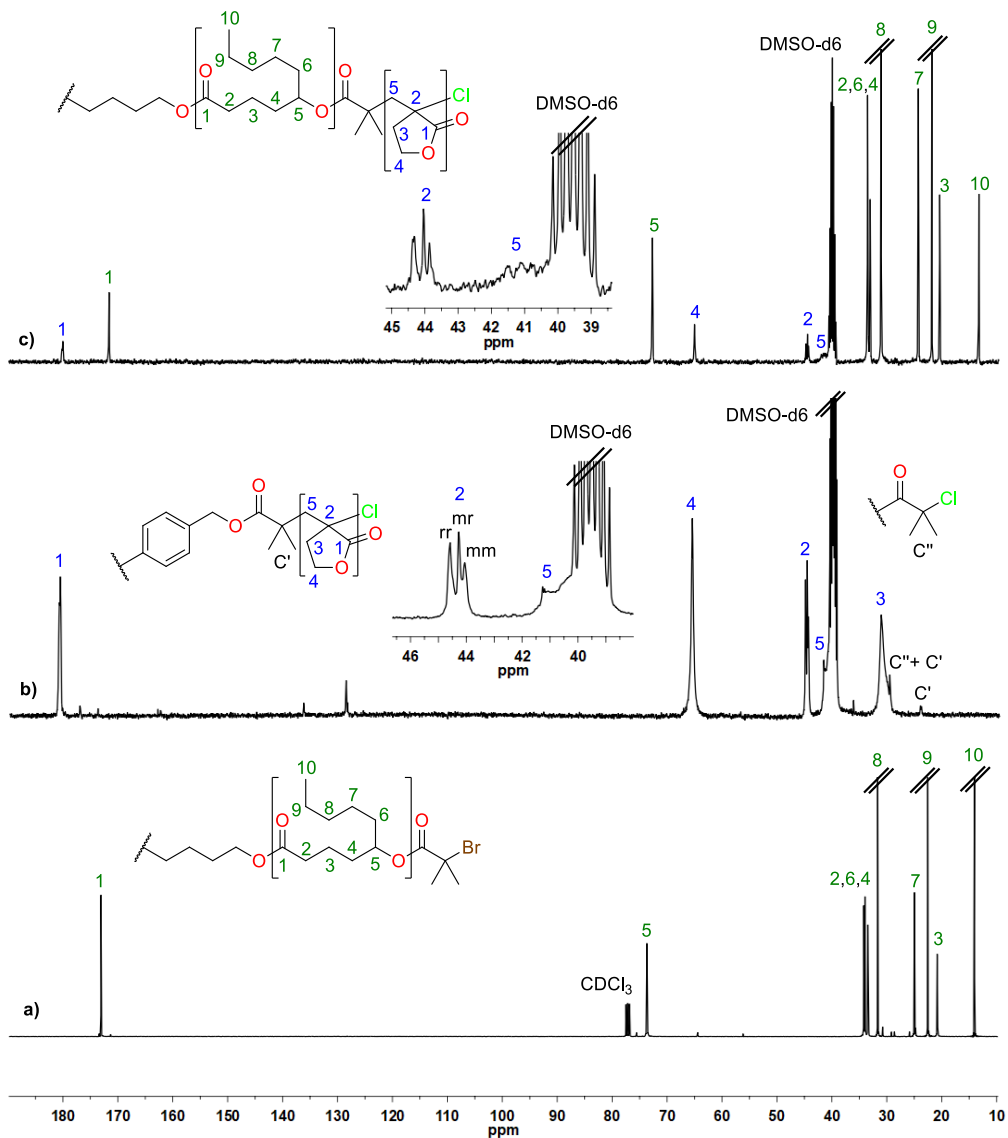 10
9
8
7
6
5
4
3
2
1
O
O
O
O
O
5
2
Cl
3
1
O
4
O
DMSO-d6
DMSO-d6
2
5
45 44 43 42 41 40 39
ppm
c)
1
1
5
4
2
5
2,6,4
8
7
9
3
10
O
O
5
2
Cl
C'
3
1
O
4
O
DMSO-d6
2
rr
mr
mm
5
46 44 42 40
ppm
DMSO-d6
O
Cl
C"
b)
1
4
2
5
3
C"+ C'
C'
10
9
8
7
6
5
4
3
2
1
O
O
O
O
Br
a)
1
CDCl3
5
2,6,4
8
7
9
3
10
180 170 160 150 140 130 120 110 100 90 80 70 60 50 40 30 20 10
ppm